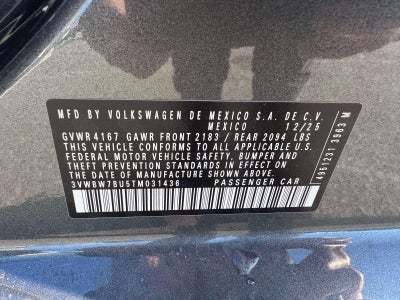 MFD BY VOLKSWAGEN DE MEXICO S.A. DE C.V.
MEXICO 12/25
GVWR 4167 GAWR FRONT 2183 / REAR 2094 LBS
THIS VEHICLE CONFORMS TO ALL APPLICABLE U.S.
FEDERAL MOTOR VEHICLE SAFETY, BUMPER AND
THEFT PREVENTION STANDARDS IN EFFECT ON THE
DATE OF MANUFACTURE SHOWN ABOVE.
3VWBW7BU5TM031436 PASSENGER CAR